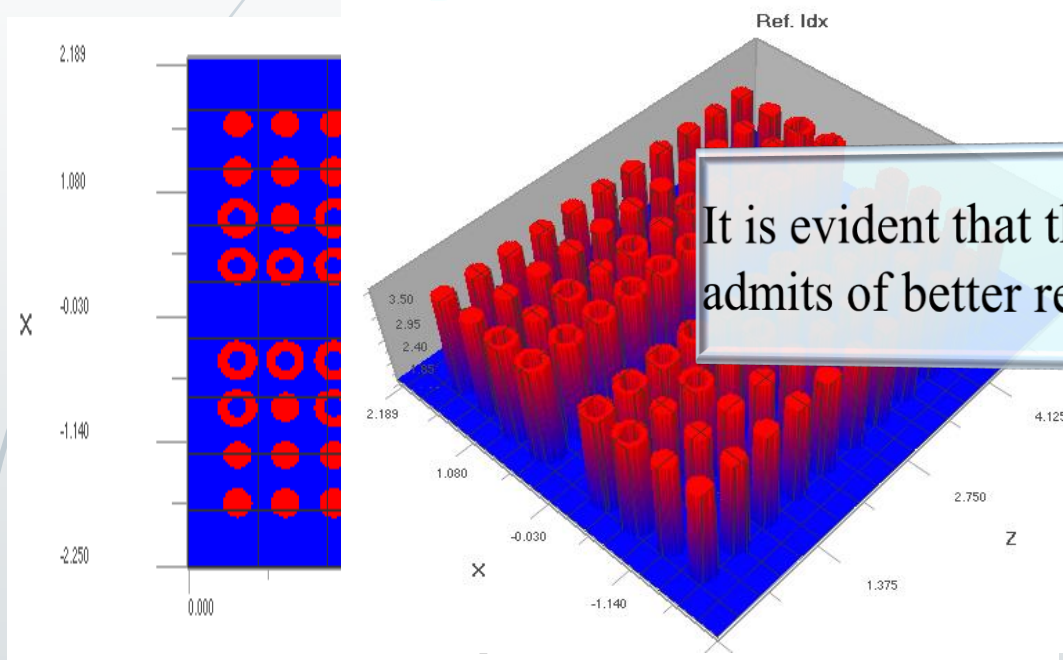 Ref. Idx
2.189
1.080
-0.030
-1.140
-2.250
X
0.000
3.50
2.95
2.40
1.85
2.189
1.080
-0.030
-1.140
X
1.375
2.750
4.125
Z
It is evident that
admits of better